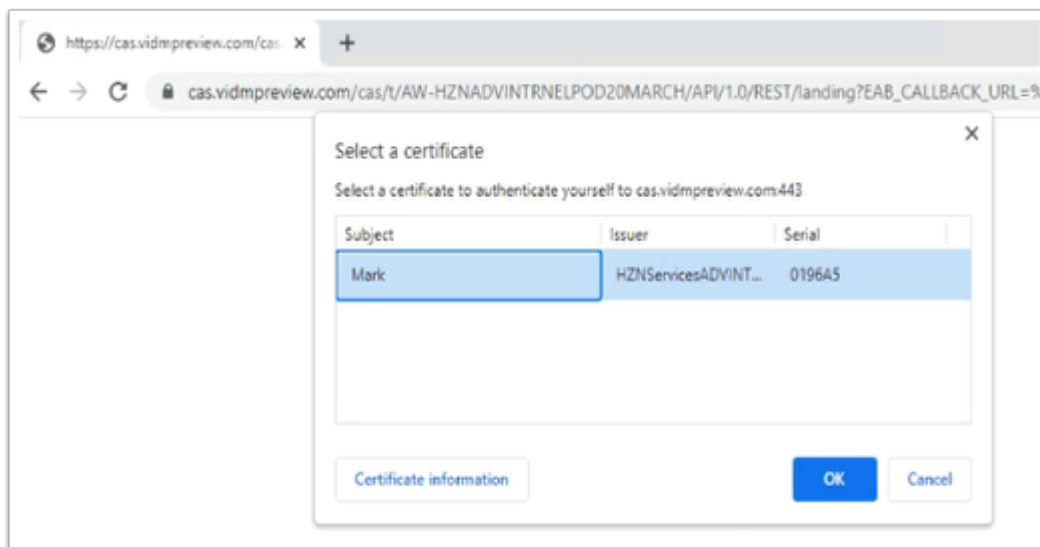 https://cas.vidmpreview.com/cas
cas.vidmpreview.com/cas/t/AW-HZNADVINTRNELPOD20MARCH/API/1.0/REST/landing?EAB_CALLBACK_URL=%
Select a certificate
Select a certificate to authenticate yourself to cas.vidmpreview.com:443
Subject Issuer Serial
Mark HZNServicesADVINT... 0196A5
Certificate information OK Cancel